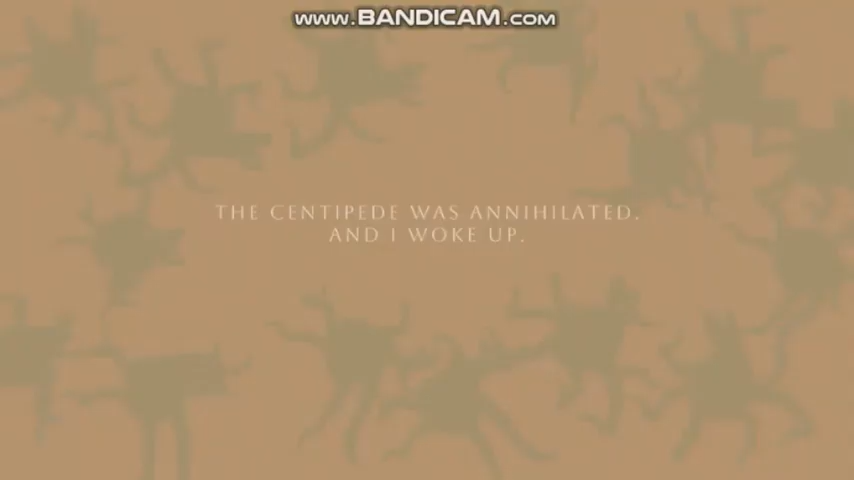 www.BANDICAM.com
THE CENTIPEDE WAS ANNIHILATED.
AND I WOKE UP.